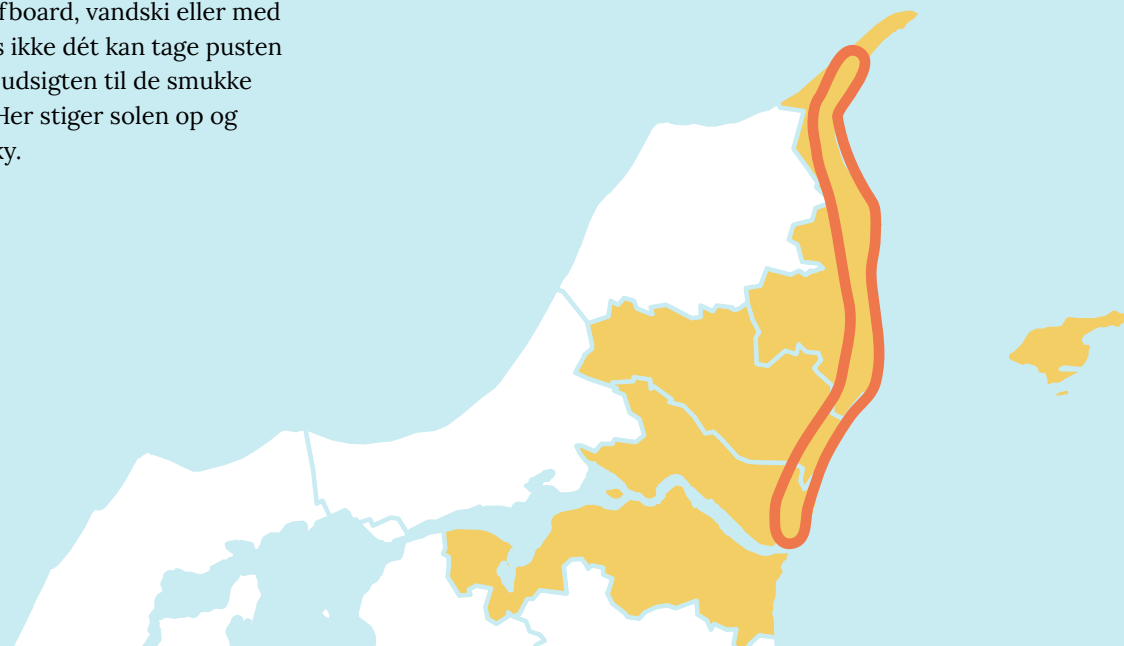 fboard, vandski eller med
s ikke dét kan tage pusten
udsigten til de smukke
Her stiger solen op og
ky.